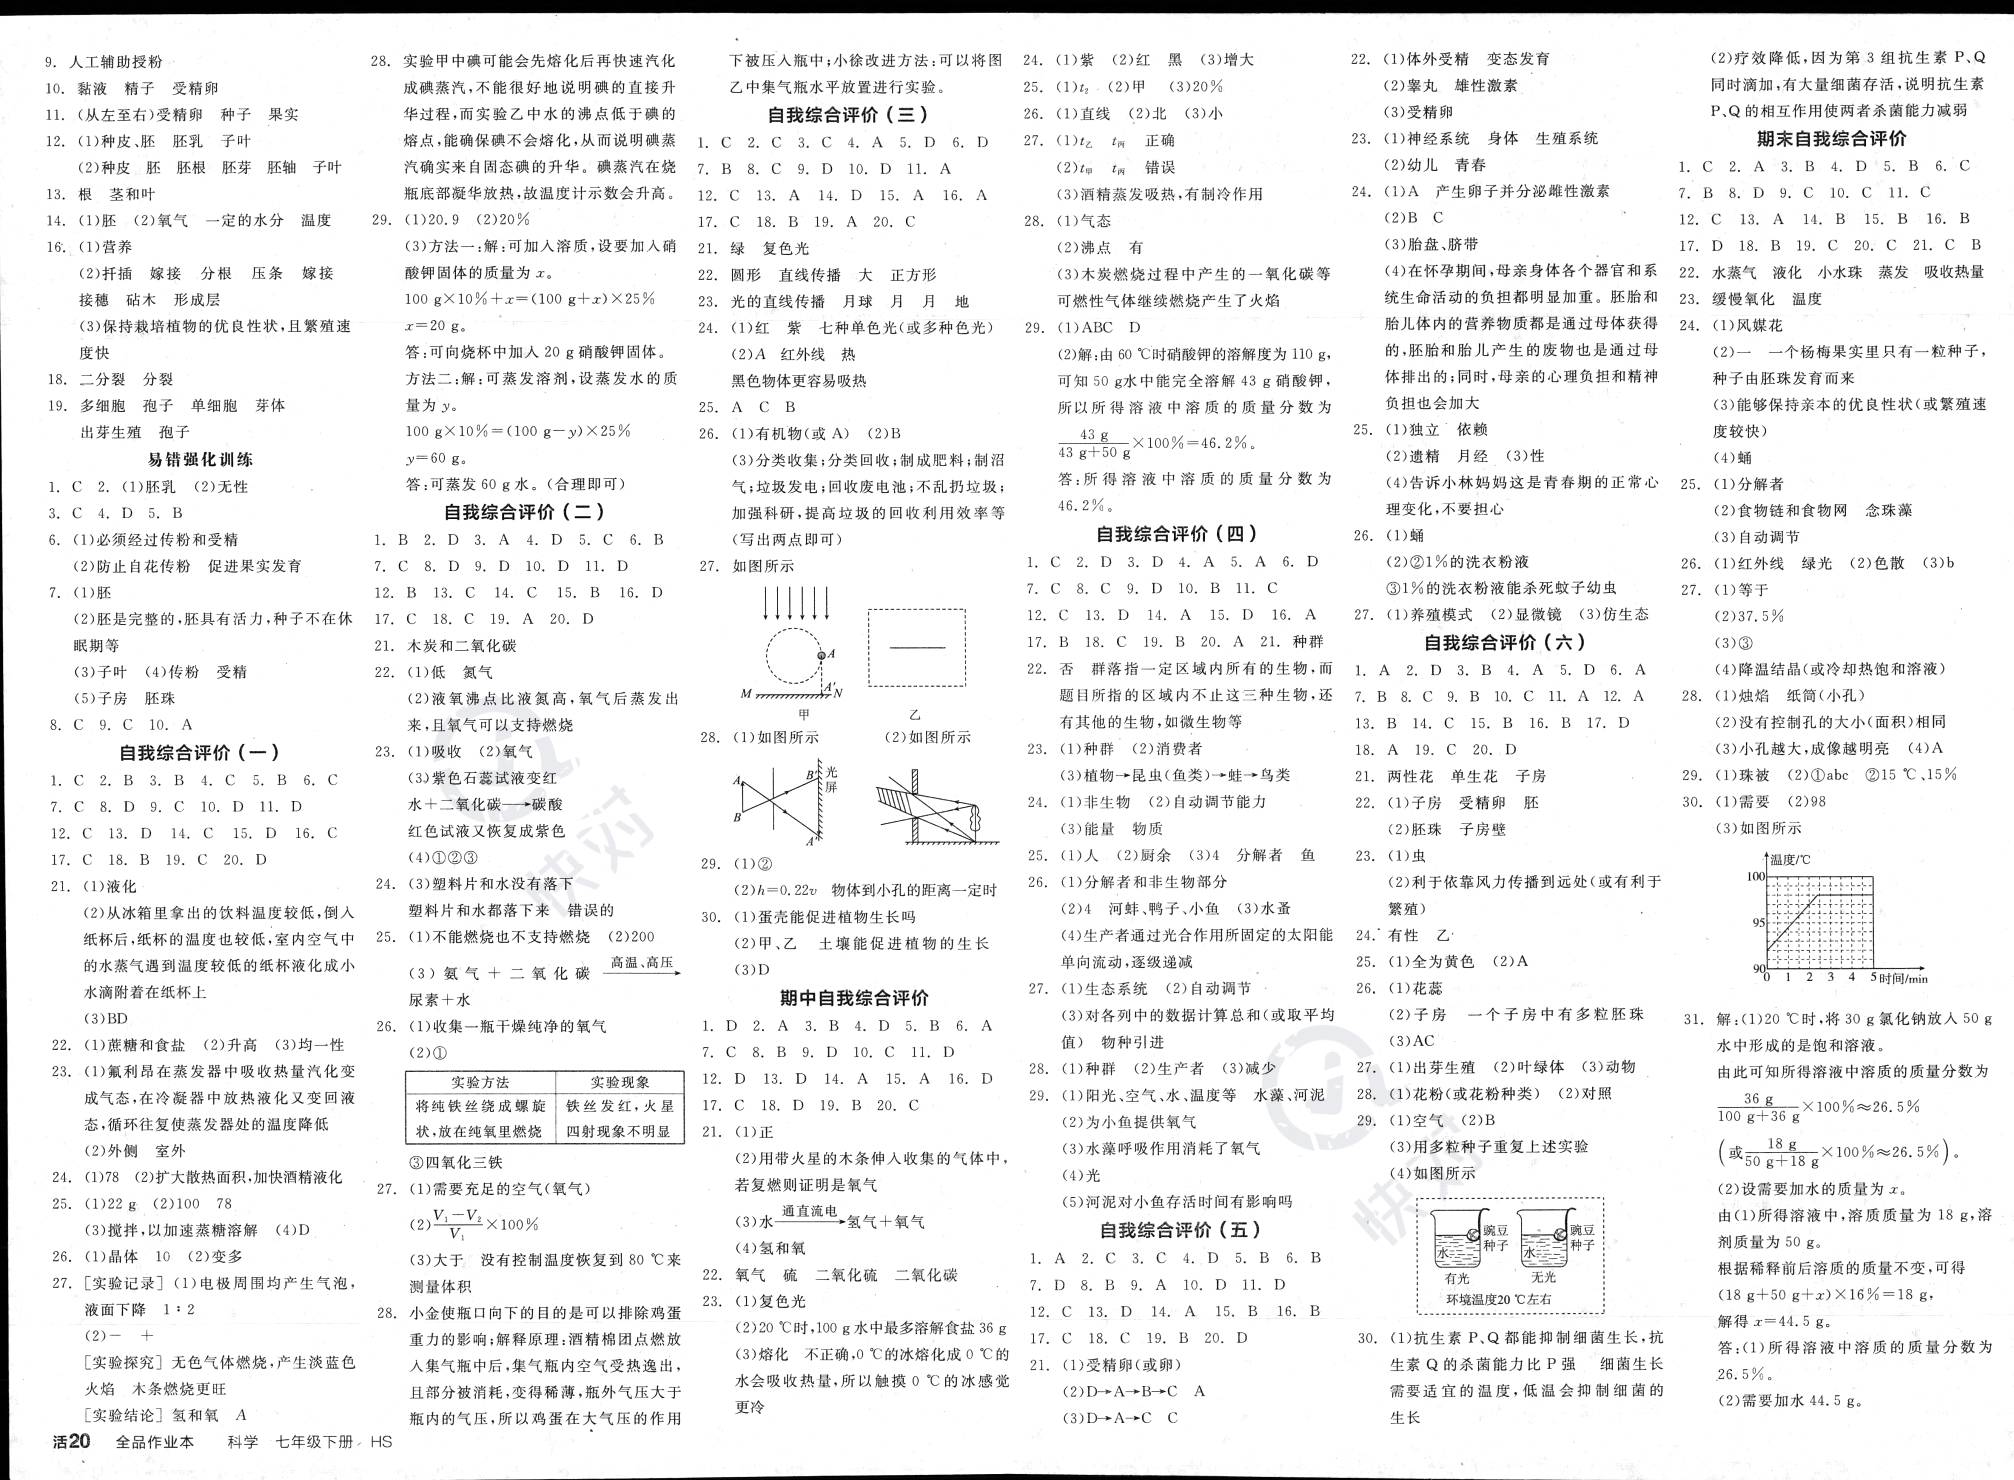 9. 人工辅助授粉
10. 黏液 精子 受精卵
11. (从左至右)受精卵 种子 果实
12. (1)种皮、胚 胚乳 子叶
(2)种皮 胚 胚根 胚芽 胚轴 子叶
13. 根 茎和叶
14. (1)胚 (2)氧气 一定的水分 温度
16. (1)营养
(2)扦插 嫁接 分根 压条 嫁接
接穗 砧木 形成层
(3)保持栽培植物的优良性状,且繁殖速
度快
18. 二分裂 分裂
19. 多细胞 孢子 单细胞 芽体
出芽生殖 孢子
易错强化训练
1. C 2. (1)胚乳 (2)无性
3. C 4. D 5. B
6. (1)必须经过传粉和受精
(2)防止自花传粉 促进果实发育
7. (1)胚
(2)胚是完整的,胚具有活力,种子不在休
眠期等
(3)子叶 (4)传粉 受精
(5)子房 胚珠
8. C 9. C 10. A
自我综合评价(一)
1. C 2. B 3. B 4. C 5. B 6. C
7. C 8. D 9. C 10. D 11. D
12. C 13. D 14. C 15. D 16. C
17. C 18. B 19. C 20. D
21. (1)液化
(2)从冰箱里拿出的饮料温度较低,倒入
纸杯后,纸杯的温度也较低,室内空气中
的水蒸气遇到温度较低的纸杯液化成小
水滴附着在纸杯上
(3)BD
22. (1)蔗糖和食盐 (2)升高 (3)均一性
23. (1)氟利昂在蒸发器中吸收热量汽化变
成气态,在冷凝器中放热液化又变回液
态,循环往复使蒸发器处的温度降低
(2)外侧 室外
24. (1)78 (2)扩大散热面积,加快酒精液化
25. (1)22 g (2)100 78
(3)搅拌,以加速蔗糖溶解 (4)D
26. (1)晶体 10 (2)变多
27. [实验记录] (1)电极周围均产生气泡,
液面下降 1∶2
(2)- +
[实验探究] 无色气体燃烧,产生淡蓝色
火焰 木条燃烧更旺
[实验结论] 氢和氧 A
28. 实验甲中碘可能会先熔化后再快速汽化
成碘蒸汽,不能很好地说明碘的直接升
华过程,而实验乙中水的沸点低于碘的
熔点,能确保碘不会熔化,从而说明碘蒸
汽确实来自固态碘的升华。碘蒸汽在烧
瓶底部凝华放热,故温度计示数会升高。
29. (1)20.9 (2)20%
(3)方法一:解:可加入溶质,设要加入硝
酸钾固体的质量为 x。
100 g×10%+x=(100 g+x)×25%
x=20 g。
答:可向烧杯中加入 20 g 硝酸钾固体。
方法二:解:可蒸发溶剂,设蒸发水的质
量为 y。
100 g×10%=(100 g-y)×25%
y=60 g。
答:可蒸发 60 g 水。(合理即可)
自我综合评价(二)
1. B 2. D 3. A 4. D 5. C 6. B
7. C 8. D 9. D 10. D 11. D
12. B 13. C 14. C 15. B 16. D
17. C 18. C 19. A 20. D
21. 木炭和二氧化碳
22. (1)低 氮气
(2)液氧沸点比液氮高,氧气后蒸发出
来,且氧气可以支持燃烧
23. (1)吸收 (2)氧气
(3)紫色石蕊试液变红
水+二氧化碳→碳酸
红色试液又恢复成紫色
(4)①②③
24. (3)塑料片和水没有落下
塑料片和水都落下来 错误的
25. (1)不能燃烧也不支持燃烧 (2)200
(3) 氨气 + 二氧化碳 高温、高压→
尿素+水
26. (1)收集一瓶干燥纯净的氧气
(2)①
实验方法 实验现象
将纯铁丝绕成螺旋 铁丝发红,火星
状,放在纯氧里燃烧 四射现象不明显
③四氧化三铁
27. (1)需要充足的空气(氧气)
(2) V₁-V₂/V₁ ×100%
(3)大于 没有控制温度恢复到 80 ℃来
测量体积
28. 小金使瓶口向下的目的是可以排除鸡蛋
重力的影响;解释原理:酒精棉团点燃放
入集气瓶中后,集气瓶内空气受热逸出,
且部分被消耗,变得稀薄,瓶外气压大于
瓶内的气压,所以鸡蛋在大气压的作用
下被压入瓶中;小徐改进方法:可以将图
乙中集气瓶水平放置进行实验。
自我综合评价(三)
1. C 2. C 3. C 4. A 5. D 6. D
7. B 8. C 9. D 10. D 11. A
12. C 13. A 14. D 15. A 16. A
17. C 18. B 19. A 20. C
21. 绿 复色光
22. 圆形 直线传播 大 正方形
23. 光的直线传播 月球 月 月 地
24. (1)红 紫 七种单色光(或多种色光)
(2)A 红外线 热
黑色物体更容易吸热
25. A C B
26. (1)有机物(或 A) (2)B
(3)分类收集;分类回收;制成肥料;制沼
气;垃圾发电;回收废电池;不乱扔垃圾;
加强科研,提高垃圾的回收利用效率等
(写出两点即可)
27. 如图所示
A
M A′ N
甲 乙
28. (1)如图所示 (2)如图所示
A B′ 光
屏
B A′
29. (1)②
(2)h=0.22v 物体到小孔的距离一定时
30. (1)蛋壳能促进植物生长吗
(2)甲、乙 土壤能促进植物的生长
(3)D
期中自我综合评价
1. D 2. A 3. B 4. D 5. B 6. A
7. C 8. B 9. D 10. C 11. D
12. D 13. D 14. A 15. A 16. D
17. C 18. D 19. B 20. C
21. (1)正
(2)用带火星的木条伸入收集的气体中,
若复燃则证明是氧气
(3)水 通直流电→ 氢气+氧气
(4)氢和氧
22. 氧气 硫 二氧化硫 二氧化碳
23. (1)复色光
(2)20 ℃时,100 g 水中最多溶解食盐 36 g
(3)熔化 不正确,0 ℃的冰熔化成 0 ℃的
水会吸收热量,所以触摸 0 ℃的冰感觉
更冷
24. (1)紫 (2)红 黑 (3)增大
25. (1)t₂ (2)甲 (3)20%
26. (1)直线 (2)北 (3)小
27. (1)t乙 t丙 正确
(2)t甲 t丙 错误
(3)酒精蒸发吸热,有制冷作用
28. (1)气态
(2)沸点 有
(3)木炭燃烧过程中产生的一氧化碳等
可燃性气体继续燃烧产生了火焰
29. (1)ABC D
(2)解:由 60 ℃时硝酸钾的溶解度为 110 g,
可知 50 g水中能完全溶解 43 g 硝酸钾,
所以所得溶液中溶质的质量分数为
43 g/43 g+50 g ×100%=46.2%。
答:所得溶液中溶质的质量分数为
46.2%。
自我综合评价(四)
1. C 2. D 3. D 4. A 5. A 6. D
7. C 8. C 9. D 10. B 11. C
12. C 13. D 14. A 15. D 16. A
17. B 18. C 19. B 20. A 21. 种群
22. 否 群落指一定区域内所有的生物,而
题目所指的区域内不止这三种生物,还
有其他的生物,如微生物等
23. (1)种群 (2)消费者
(3)植物→昆虫(鱼类)→蛙→鸟类
24. (1)非生物 (2)自动调节能力
(3)能量 物质
25. (1)人 (2)厨余 (3)4 分解者 鱼
26. (1)分解者和非生物部分
(2)4 河蚌、鸭子、小鱼 (3)水蚤
(4)生产者通过光合作用所固定的太阳能
单向流动,逐级递减
27. (1)生态系统 (2)自动调节
(3)对各列中的数据计算总和(或取平均
值) 物种引进
28. (1)种群 (2)生产者 (3)减少
29. (1)阳光、空气、水、温度等 水藻、河泥
(2)为小鱼提供氧气
(3)水藻呼吸作用消耗了氧气
(4)光
(5)河泥对小鱼存活时间有影响吗
自我综合评价(五)
1. A 2. C 3. C 4. D 5. B 6. B
7. D 8. B 9. A 10. D 11. D
12. C 13. D 14. A 15. B 16. B
17. C 18. C 19. B 20. D
21. (1)受精卵(或卵)
(2)D→A→B→C A
(3)D→A→C C
22. (1)体外受精 变态发育
(2)睾丸 雄性激素
(3)受精卵
23. (1)神经系统 身体 生殖系统
(2)幼儿 青春
24. (1)A 产生卵子并分泌雌性激素
(2)B C
(3)胎盘、脐带
(4)在怀孕期间,母亲身体各个器官和系
统生命活动的负担都明显加重。胚胎和
胎儿体内的营养物质都是通过母体获得
的,胚胎和胎儿产生的废物也是通过母
体排出的;同时,母亲的心理负担和精神
负担也会加大
25. (1)独立 依赖
(2)遗精 月经 (3)性
(4)告诉小林妈妈这是青春期的正常心
理变化,不要担心
26. (1)蛹
(2)②1%的洗衣粉液
③1%的洗衣粉液能杀死蚊子幼虫
27. (1)养殖模式 (2)显微镜 (3)仿生态
自我综合评价(六)
1. A 2. D 3. B 4. A 5. D 6. A
7. B 8. C 9. B 10. C 11. A 12. A
13. B 14. C 15. B 16. B 17. D
18. A 19. C 20. D
21. 两性花 单生花 子房
22. (1)子房 受精卵 胚
(2)胚珠 子房壁
23. (1)虫
(2)利于依靠风力传播到远处(或有利于
繁殖)
24. 有性 乙
25. (1)全为黄色 (2)A
26. (1)花蕊
(2)子房 一个子房中有多粒胚珠
(3)AC
27. (1)出芽生殖 (2)叶绿体 (3)动物
28. (1)花粉(或花粉种类) (2)对照
29. (1)空气 (2)B
(3)用多粒种子重复上述实验
(4)如图所示
水 豌豆种子 水 豌豆种子
有光 无光
环境温度20 ℃左右
30. (1)抗生素 P、Q 都能抑制细菌生长,抗
生素 Q 的杀菌能力比 P 强 细菌生长
需要适宜的温度,低温会抑制细菌的
生长
(2)疗效降低,因为第 3 组抗生素 P、Q
同时滴加,有大量细菌存活,说明抗生素
P、Q 的相互作用使两者杀菌能力减弱
期末自我综合评价
1. C 2. A 3. B 4. D 5. B 6. C
7. B 8. D 9. C 10. C 11. C
12. C 13. A 14. B 15. B 16. B
17. D 18. B 19. C 20. C 21. C B
22. 水蒸气 液化 小水珠 蒸发 吸收热量
23. 缓慢氧化 温度
24. (1)风媒花
(2)一 一个杨梅果实里只有一粒种子,
种子由胚珠发育而来
(3)能够保持亲本的优良性状(或繁殖速
度较快)
(4)蛹
25. (1)分解者
(2)食物链和食物网 念珠藻
(3)自动调节
26. (1)红外线 绿光 (2)色散 (3)b
27. (1)等于
(2)37.5%
(3)③
(4)降温结晶(或冷却热饱和溶液)
28. (1)烛焰 纸筒(小孔)
(2)没有控制孔的大小(面积)相同
(3)小孔越大,成像越明亮 (4)A
29. (1)珠被 (2)①abc ②15 ℃、15%
30. (1)需要 (2)98
(3)如图所示
温度/℃
100
95
90
0 1 2 3 4 5 时间/min
31. 解:(1)20 ℃时,将 30 g 氯化钠放入 50 g
水中形成的是饱和溶液。
由此可知所得溶液中溶质的质量分数为
36 g/100 g+36 g ×100%≈26.5%
(或 18 g/50 g+18 g ×100%≈26.5%)。
(2)设需要加水的质量为 x。
由(1)所得溶液中,溶质质量为 18 g,溶
剂质量为 50 g。
根据稀释前后溶质的质量不变,可得
(18 g+50 g+x)×16%=18 g,
解得 x=44.5 g。
答:(1)所得溶液中溶质的质量分数为
26.5%。
(2)需要加水 44.5 g。
快对
快对
活20 全品作业本 科学 七年级下册 HS